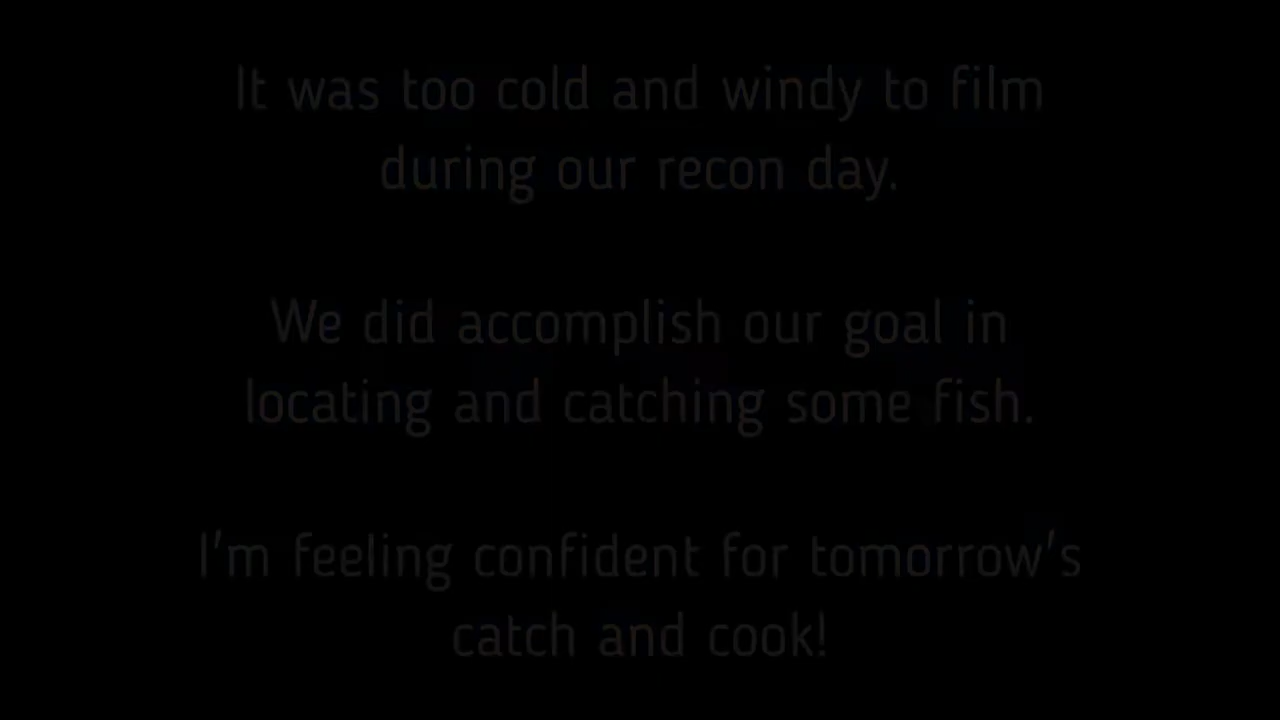 It was too cold and windy to film
during our recon day.
We did accomplish our goal in
locating and catching some fish.
I'm feeling confident for tomorrow's
catch and cook!